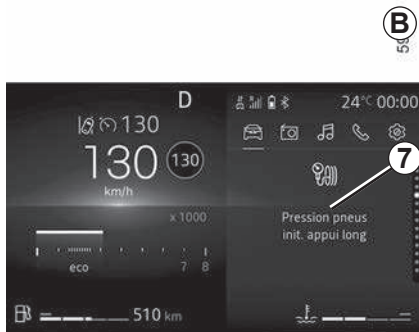 B
59
D
24°C 00:00
130
130
130
km/h
7
x 1000
Pression pneus
init. appui long
eco
7 8
510 km